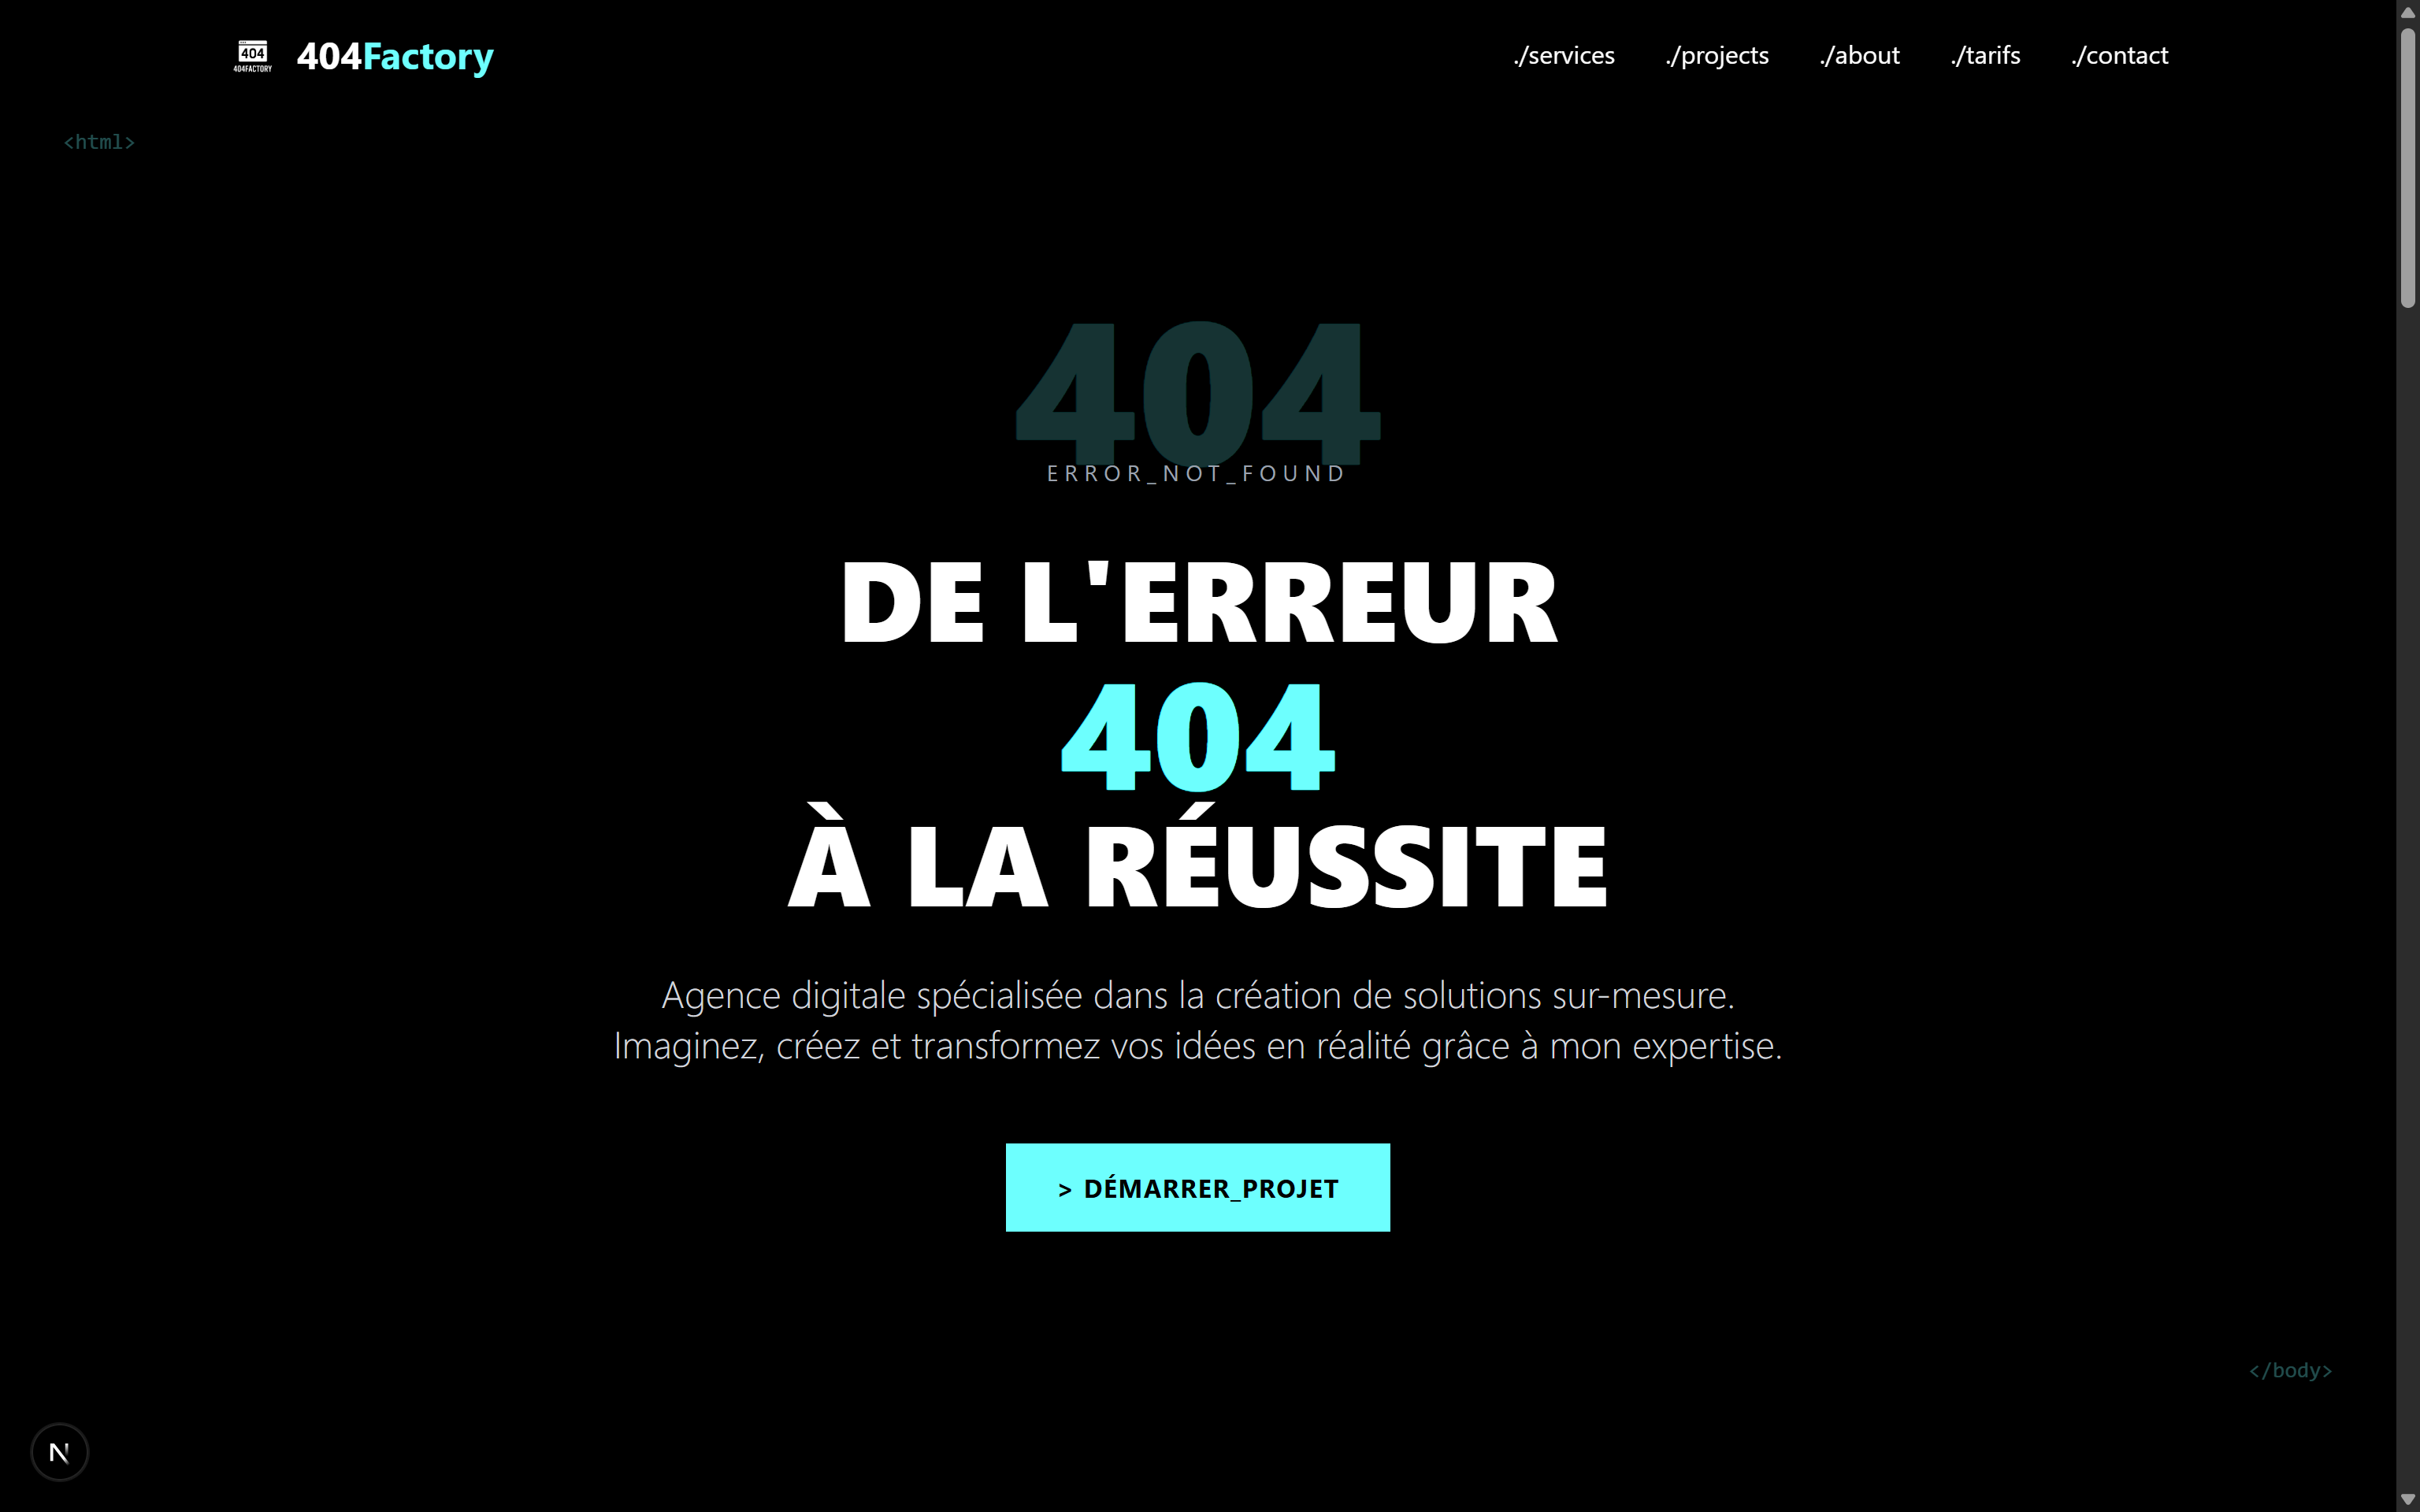 404
404FACTORY
404Factory
./services
./projects
./about
./tarifs
./contact
<html>
404
ERROR_NOT_FOUND
DE L'ERREUR
404
À LA RÉUSSITE
Agence digitale spécialisée dans la création de solutions sur-mesure.
Imaginez, créez et transformez vos idées en réalité grâce à mon expertise.
> DÉMARRER_PROJET
</body>
N